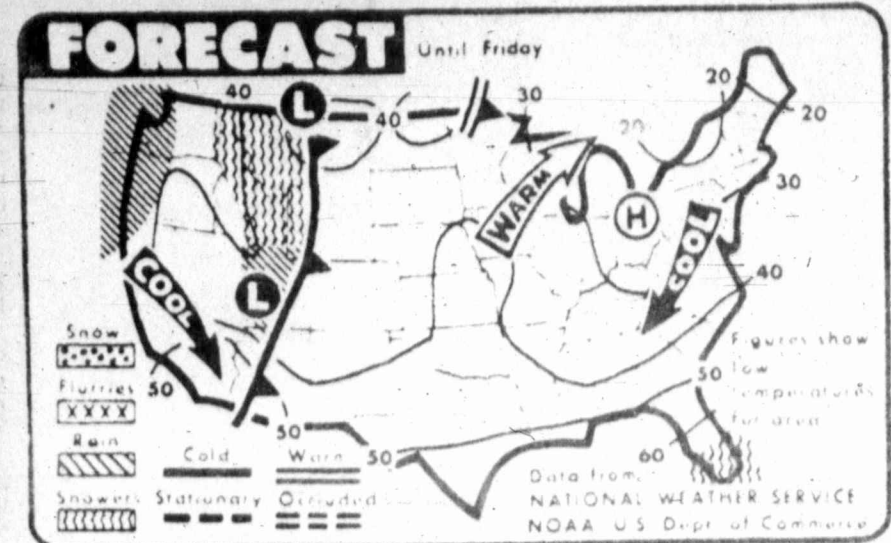 FORECAST Until Friday
40
L
40
30
20
20
20
30
WARM
H
COOL
40
COOL
L
Snow
Flurries
Rain
Showers
50
50
50
50
60
Cold
Warm
Stationary
Occluded
Figures show
low
temperatures
for area
Data from
NATIONAL WEATHER SERVICE
NOAA U S Dept of Commerce